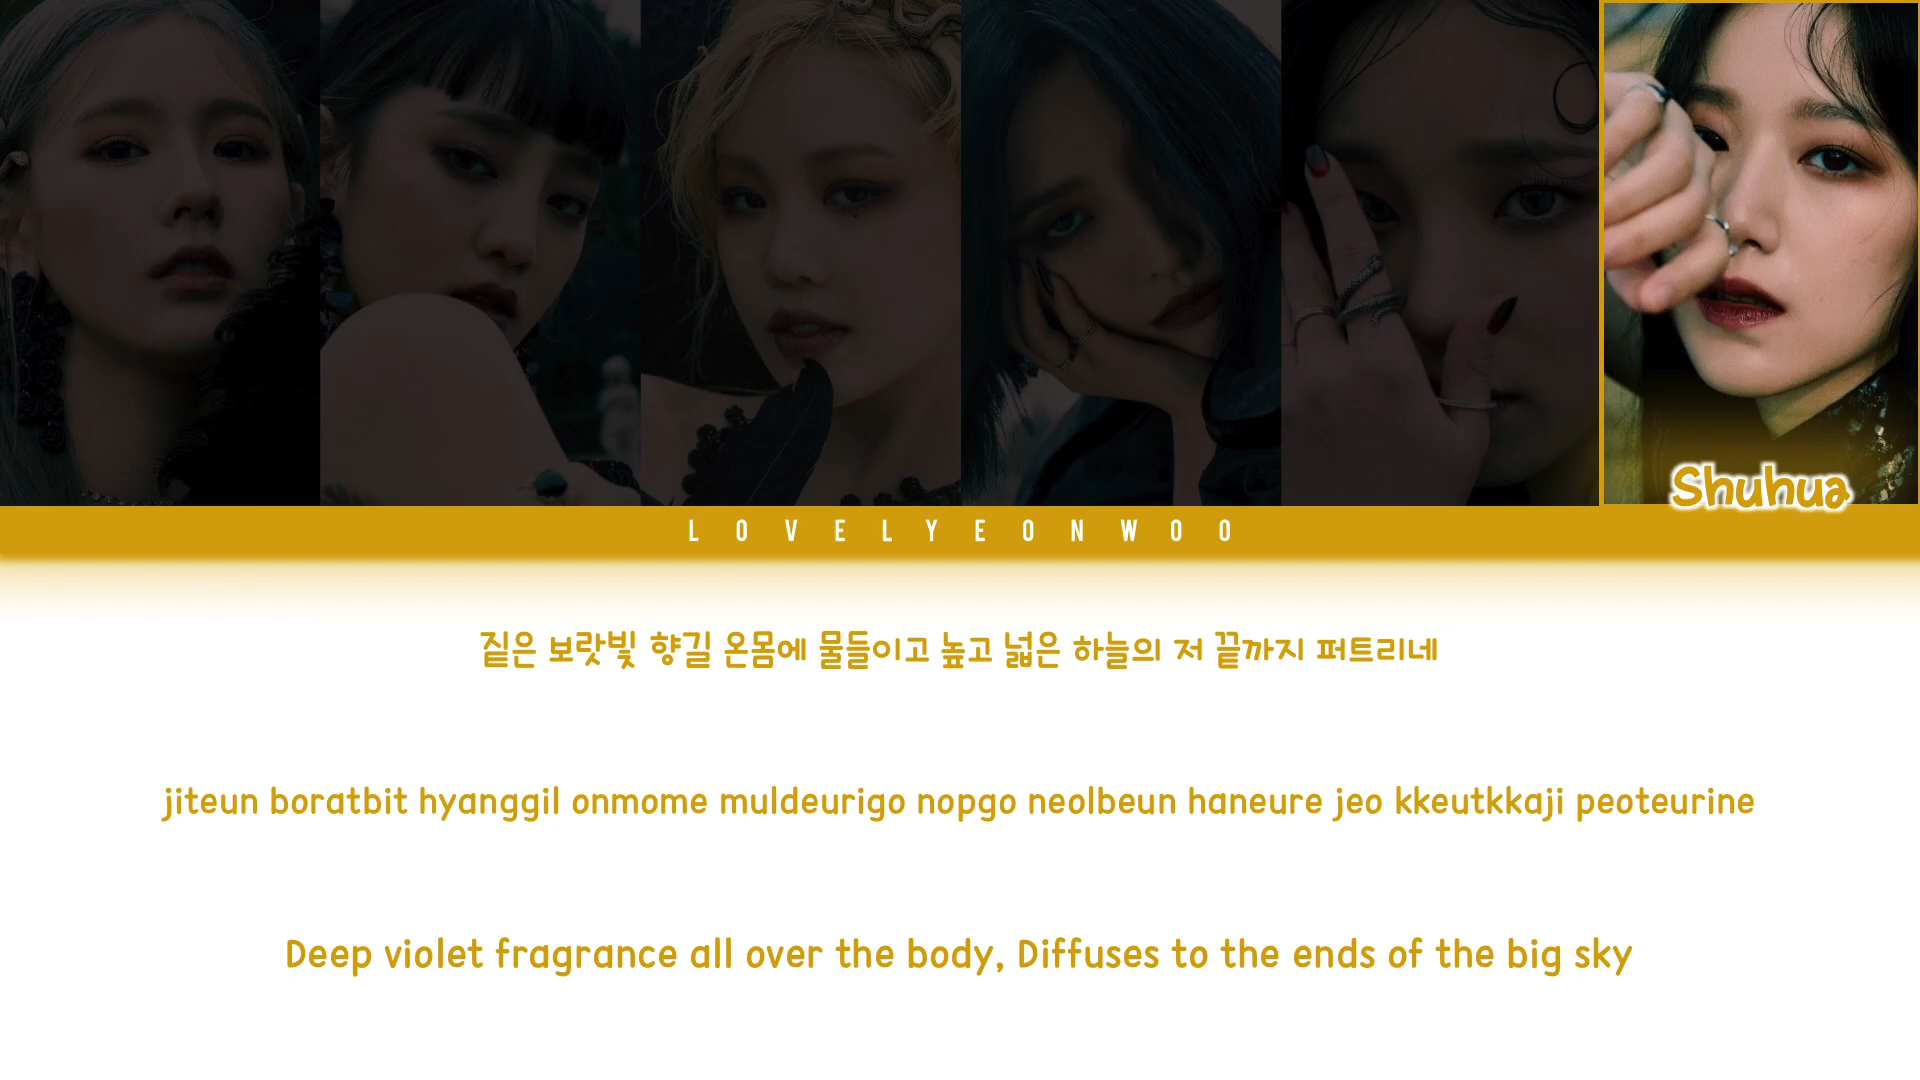 Shuhua
LOVELYEONWOO
짙은 보랏빛 향길 온몸에 물들이고 높고 넓은 하늘의 저 끝까지 퍼트리네
jiteun boratbit hyanggil onmome muldeurigo nopgo neolbeun haneure jeo kkeutkkaji peoteurine
Deep violet fragrance all over the body, Diffuses to the ends of the big sky